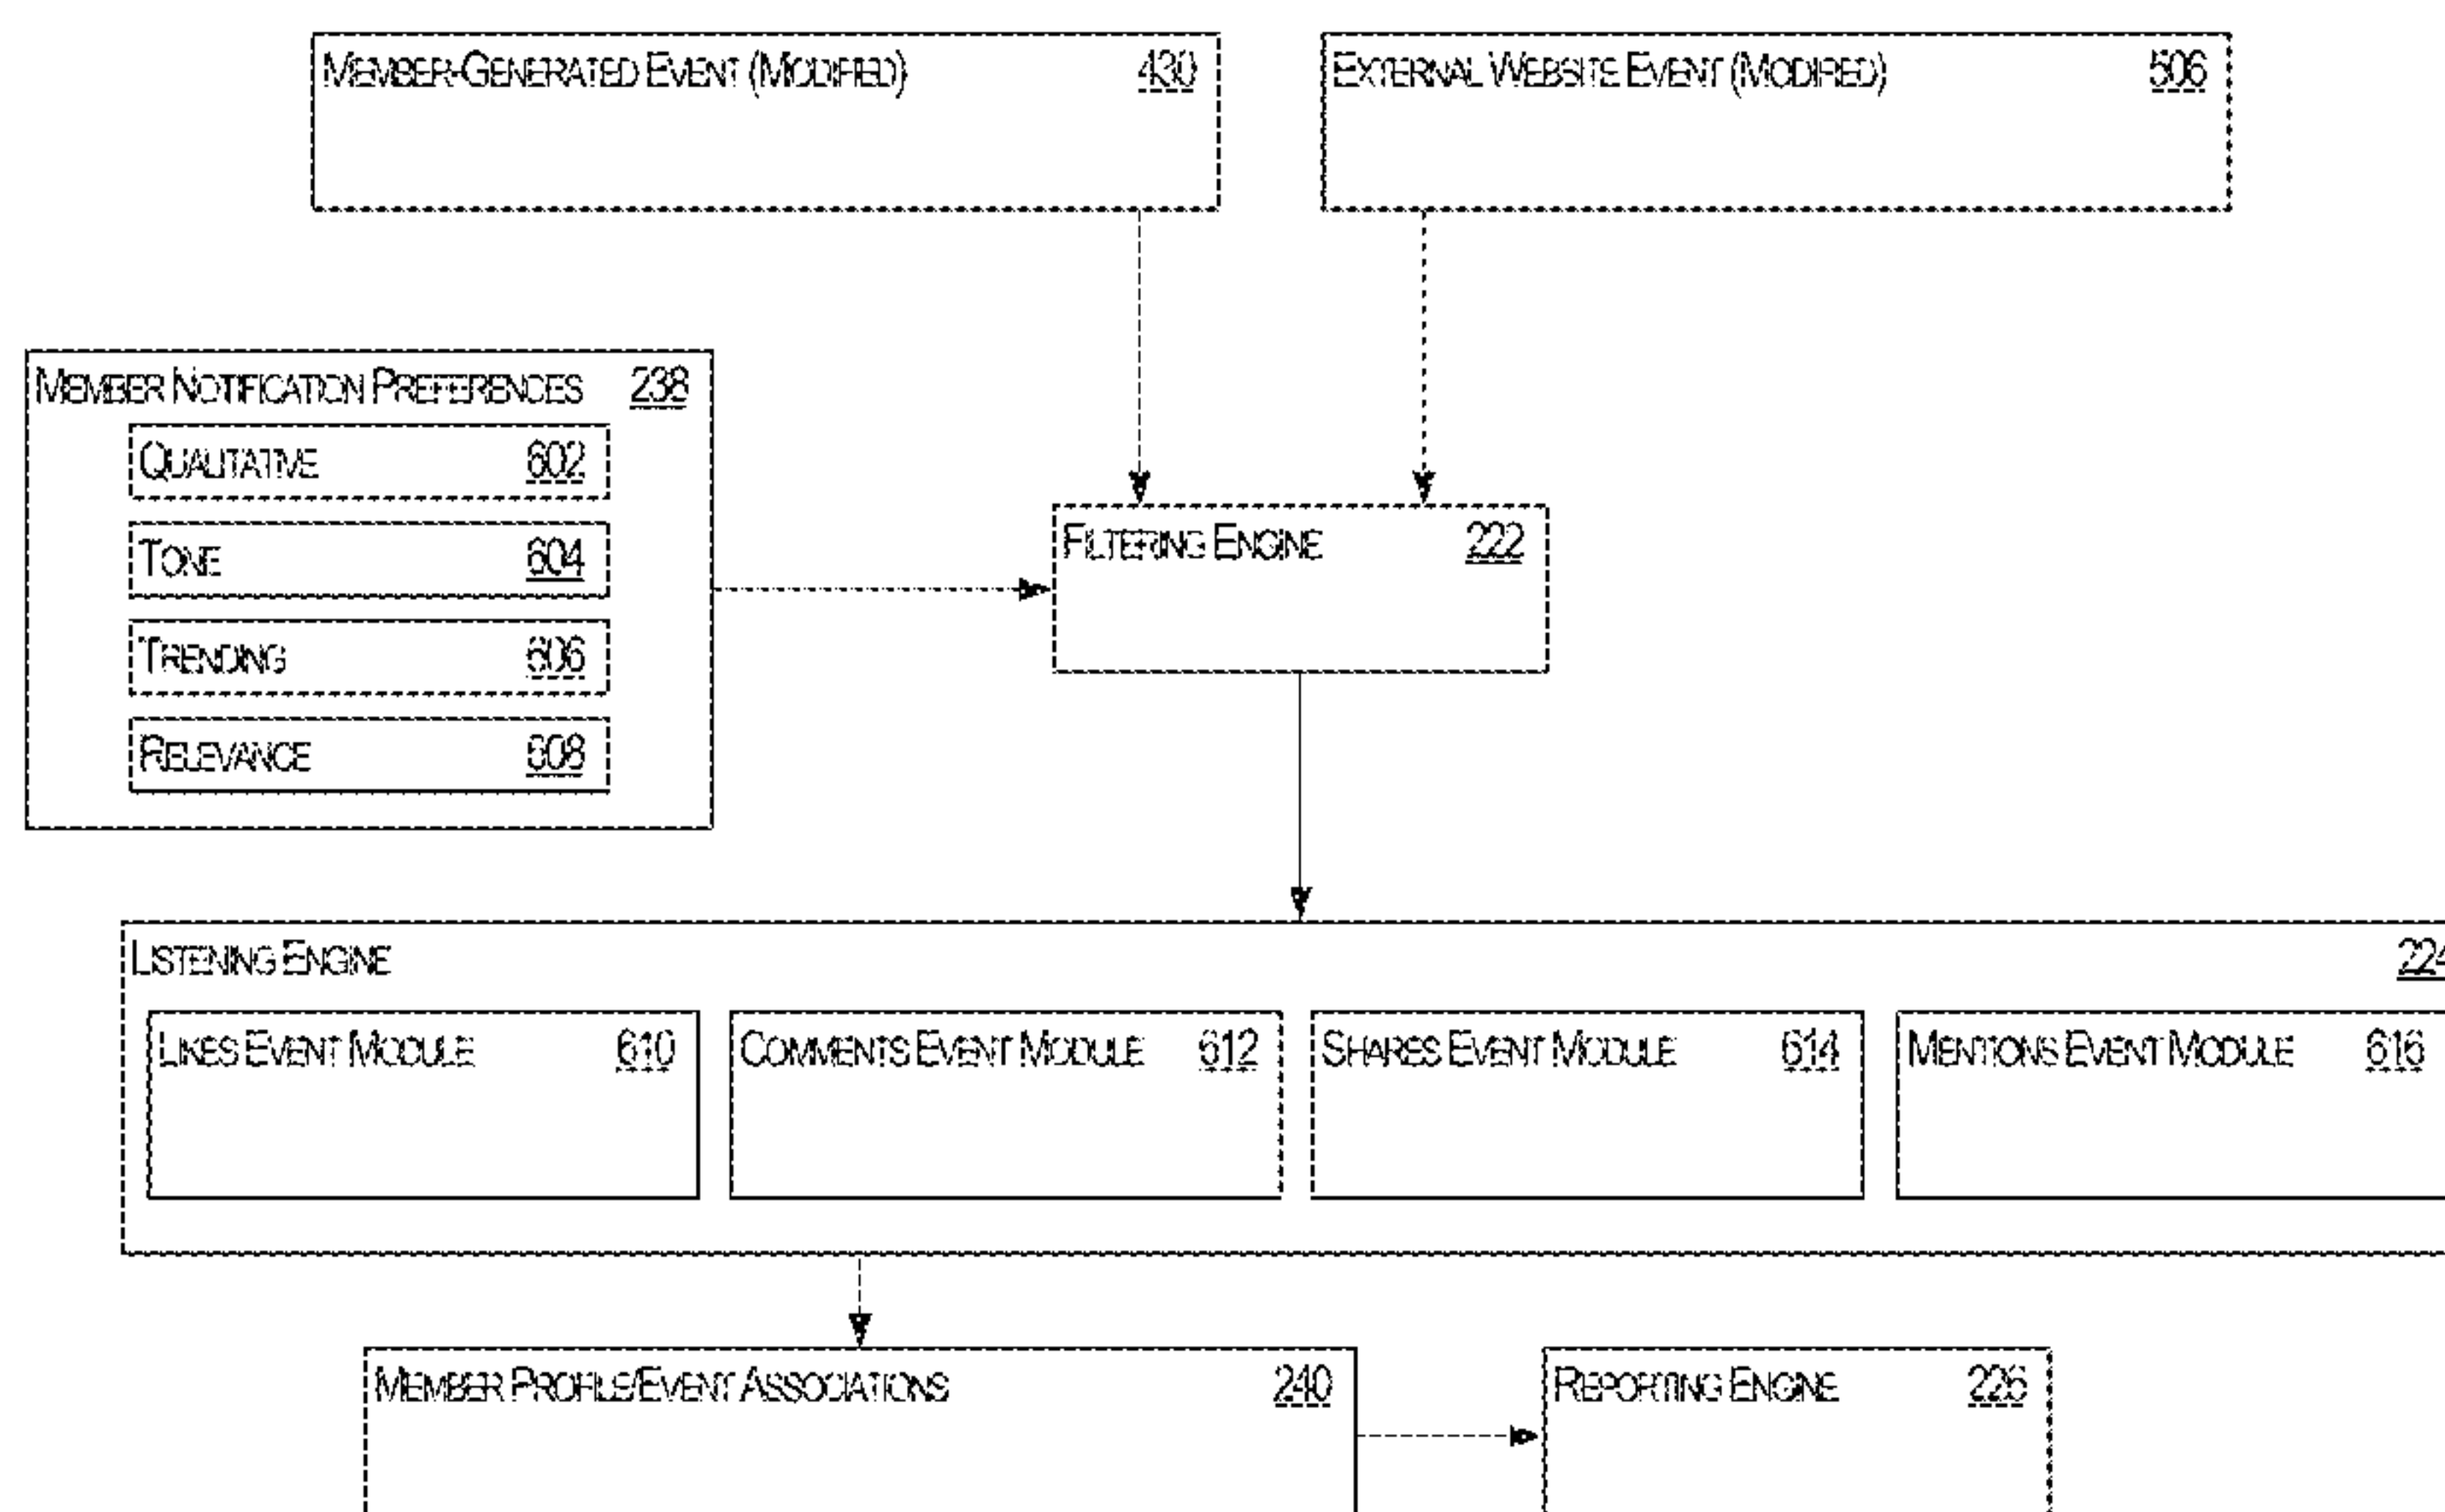 MEMBER-GENERATED EVENT (MODIFIED) 430
EXTERNAL WEBSITE EVENT (MODIFIED) 506
MEMBER NOTIFICATION PREFERENCES 238
QUALITATIVE 602
TONE 604
TRENDING 606
RELEVANCE 608
FILTERING ENGINE 222
LISTENING ENGINE 224
LIKES EVENT MODULE 610
COMMENTS EVENT MODULE 612
SHARES EVENT MODULE 614
MENTIONS EVENT MODULE 616
MEMBER PROFILE/EVENT ASSOCIATIONS 240
REPORTING ENGINE 226